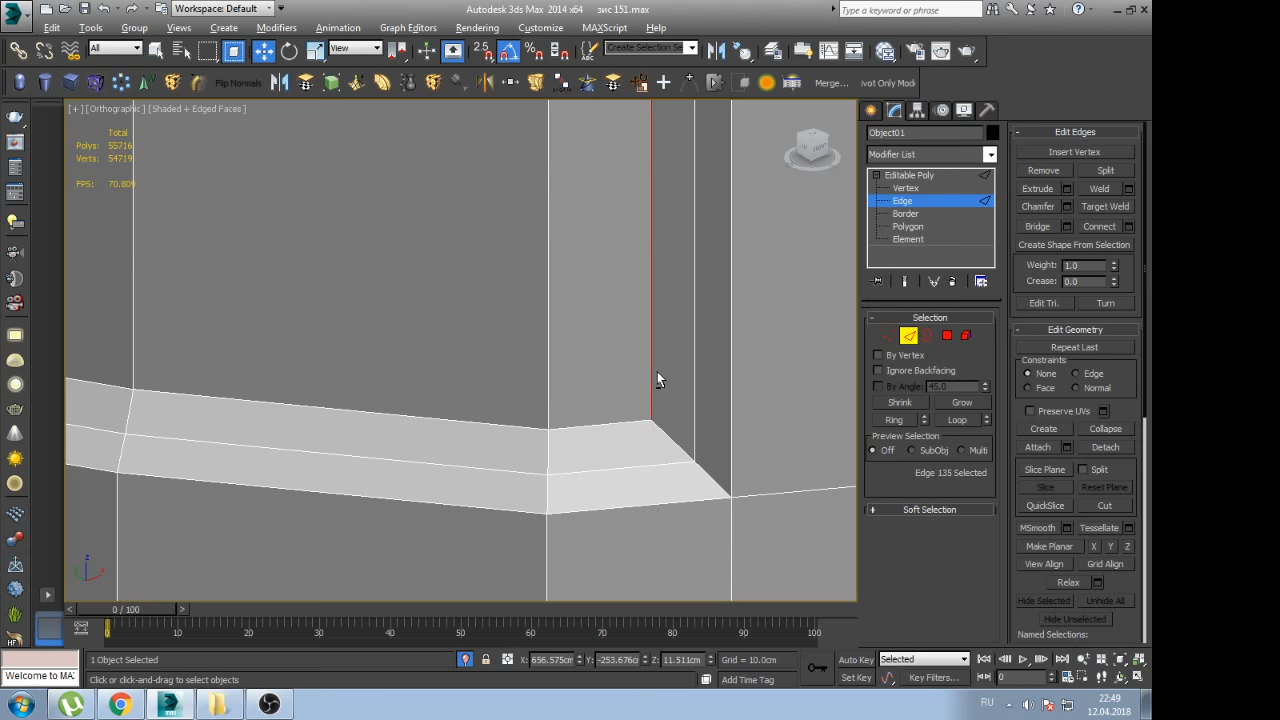 Workspace: Default
Autodesk 3ds Max 2014 x64    зис 151.max
Type a keyword or phrase
Edit Tools Group Views Create Modifiers Animation Graph Editors Rendering Customize MAXScript Help
All View 2.5 Create Selection Se
Flip Normals Merge... ivot Only Mod
[+] [Orthographic] [Shaded + Edged Faces]
Total
Polys: 55716
Verts: 54719
FPS: 70.809
Object01
Modifier List
Editable Poly
Vertex
Edge
Border
Polygon
Element
Selection
By Vertex
Ignore Backfacing
By Angle: 45.0
Shrink Grow
Ring Loop
Preview Selection
Off SubObj Multi
Edge 135 Selected
Soft Selection
Edit Edges
Insert Vertex
Remove Split
Extrude Weld
Chamfer Target Weld
Bridge Connect
Create Shape From Selection
Weight: 1.0
Crease: 0.0
Edit Tri. Turn
Edit Geometry
Repeat Last
Constraints
None Edge
Face Normal
Preserve UVs
Create Collapse
Attach Detach
Slice Plane Split
Slice Reset Plane
QuickSlice Cut
MSmooth Tessellate
Make Planar X Y Z
View Align Grid Align
Relax
Hide Selected Unhide All
Hide Unselected
Named Selections:
HF
0 / 100
0 10 20 30 40 50 60 70 80 90 100
1 Object Selected X: 656.575cm Y: -253.676cm Z: 11.511cm Grid = 10.0cm Auto Key Selected
Welcome to MA Click or click-and-drag to select objects Add Time Tag Set Key Key Filters... 0
RU 22:49
12.04.2018